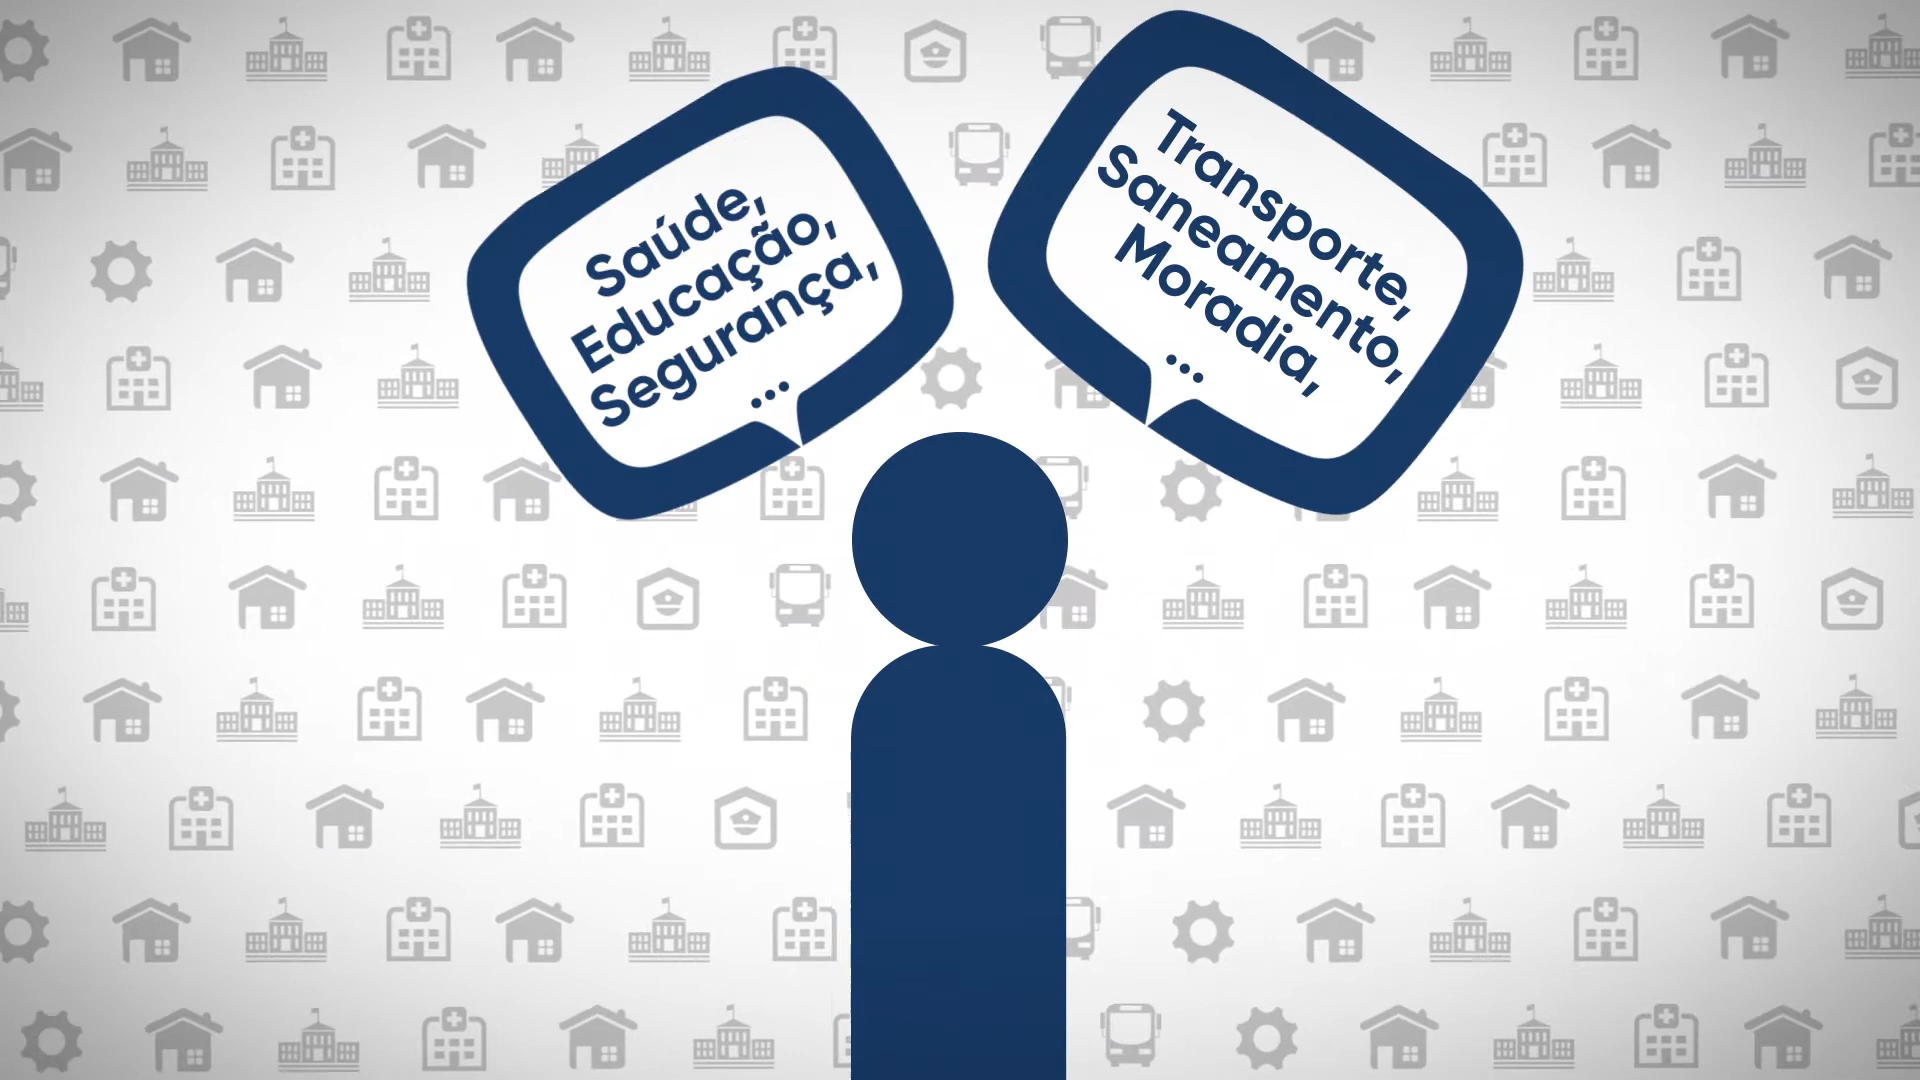 Saúde,
Educação,
Segurança,
...
Transporte,
Saneamento,
Moradia,
...